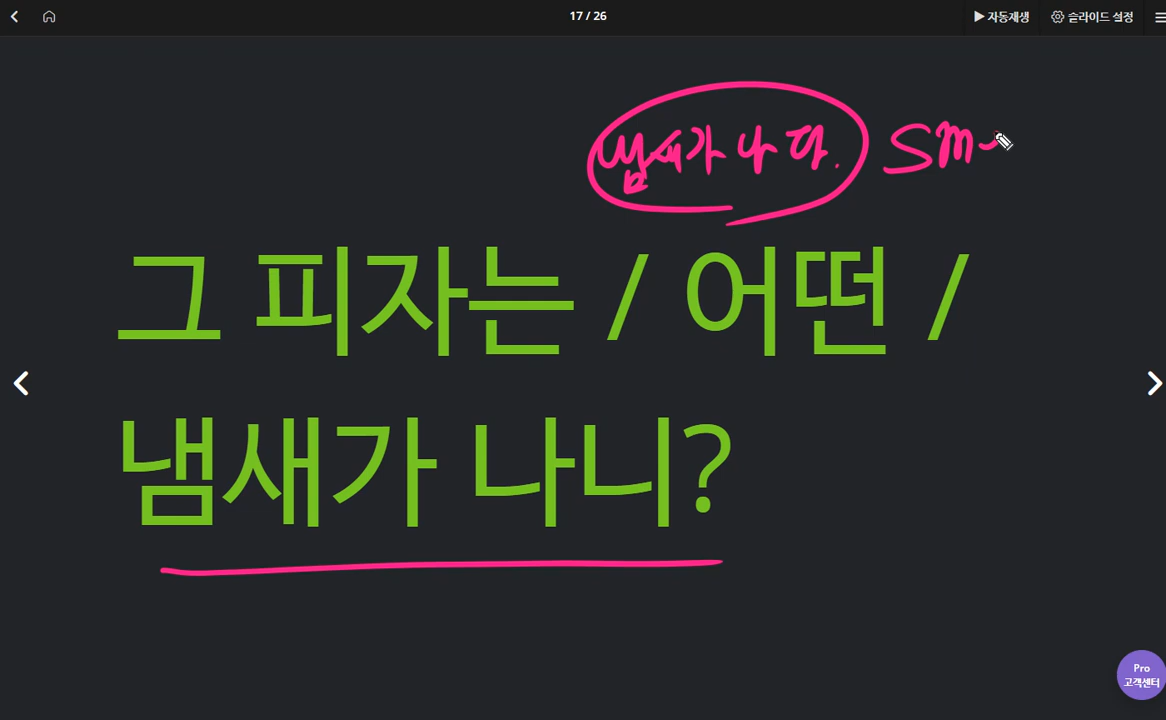 17 / 26
▶ 자동재생
슬라이드 설정
냄새가 나다.
Sm
그 피자는 / 어떤 /
냄새가 나니?
Pro
고객센터